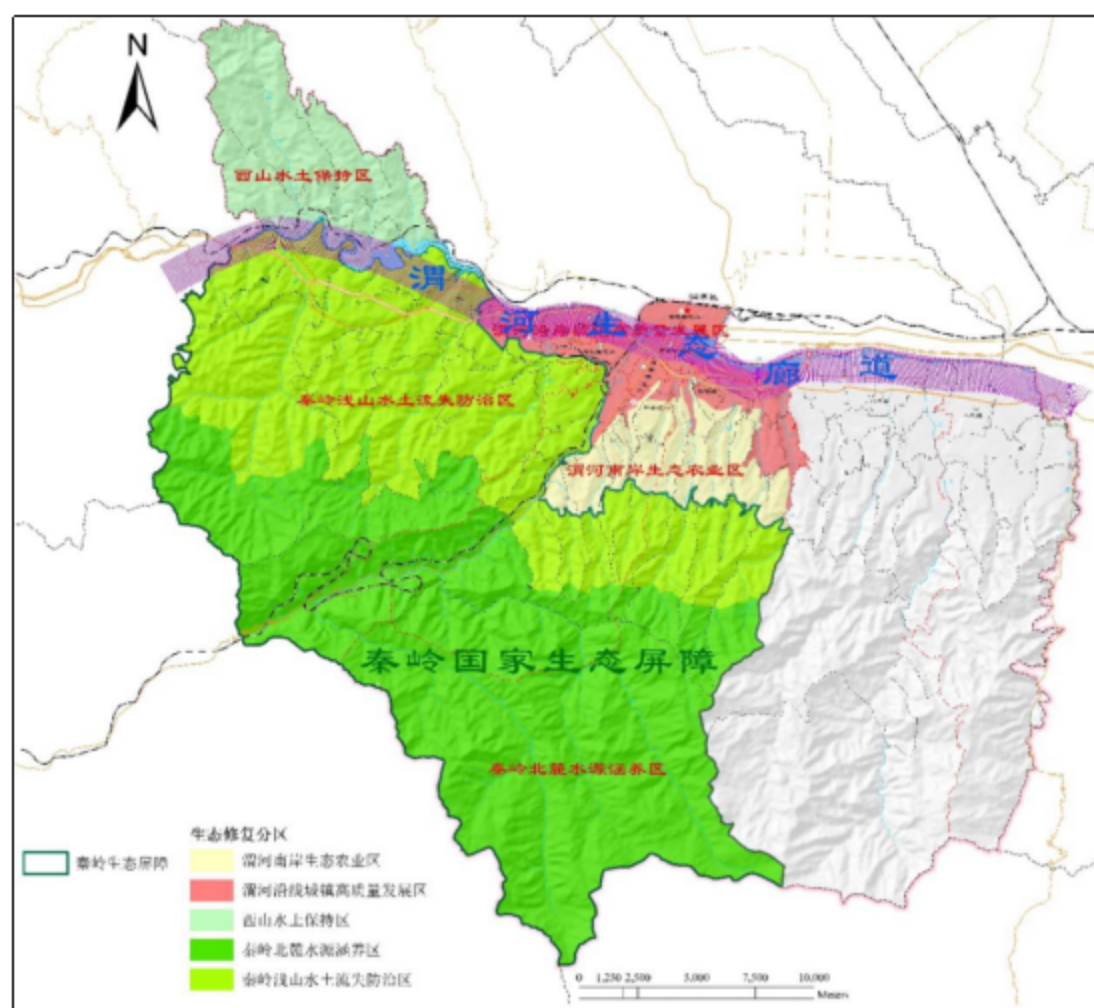 N
西山水土保持区
渭河生态廊道
秦岭浅山水土流失防治区
渭河南岸生态农业区
秦岭国家生态屏障
秦岭北麓水源涵养区
生态修复分区
秦岭生态屏障
渭河南岸生态农业区
渭河沿线城镇高质量发展区
西山水土保持区
秦岭北麓水源涵养区
秦岭浅山水土流失防治区
0 1,250 2,500 5,000 7,500 10,000
Meters